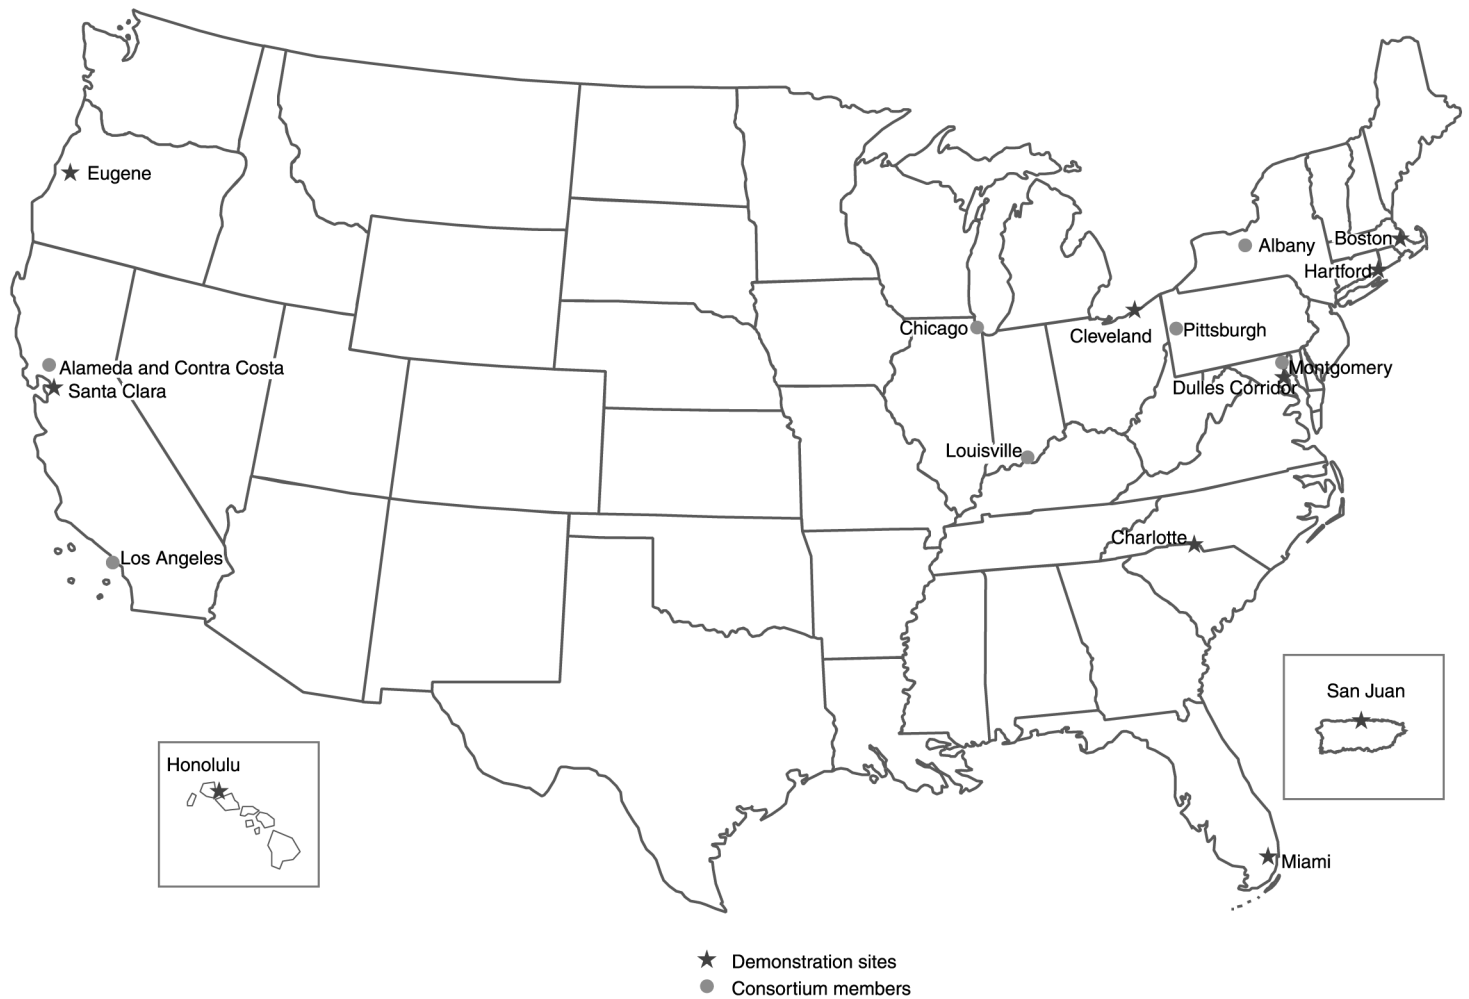 Eugene
Boston
Albany
Hartford
Chicago
Cleveland
Pittsburgh
Alameda and Contra Costa
Montgomery
Santa Clara
Dulles Corridor
Louisville
Charlotte
Los Angeles
San Juan
Honolulu
Miami
Demonstration sites
Consortium members